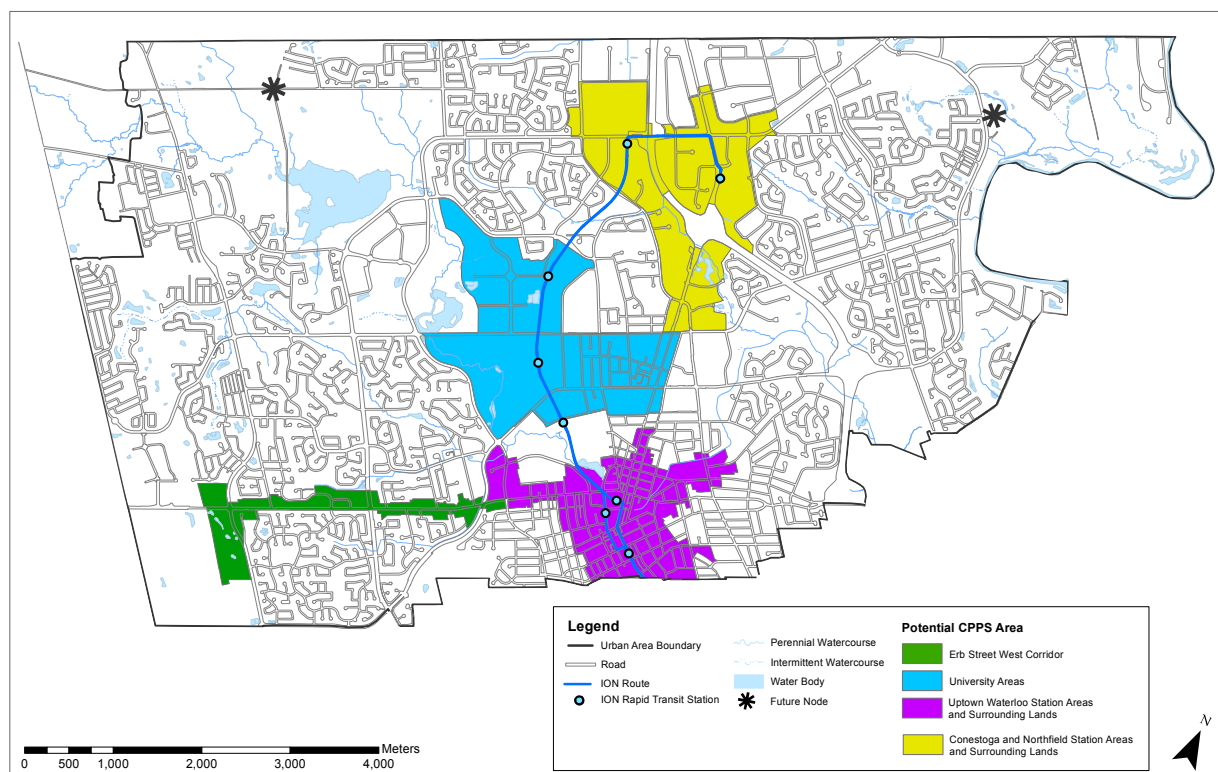 Legend
Urban Area Boundary
Road
ION Route
ION Rapid Transit Station
Perennial Watercourse
Intermittent Watercourse
Water Body
Future Node
Potential CPPS Area
Erb Street West Corridor
University Areas
Uptown Waterloo Station Areas
and Surrounding Lands
Conestoga and Northfield Station Areas
and Surrounding Lands
Meters
0 500 1,000 2,000 3,000 4,000
N